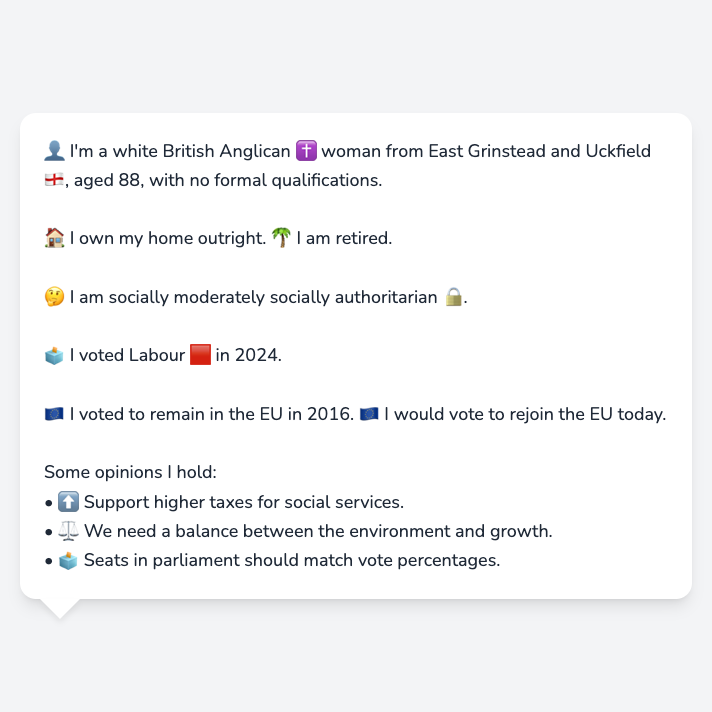 👤 I'm a white British Anglican ✝️ woman from East Grinstead and Uckfield
🏴󠁧󠁢󠁥󠁮󠁧󠁿, aged 88, with no formal qualifications.
🏠 I own my home outright. 🌴 I am retired.
🤔 I am socially moderately socially authoritarian 🔒.
🗳️ I voted Labour 🟥 in 2024.
🇪🇺 I voted to remain in the EU in 2016. 🇪🇺 I would vote to rejoin the EU today.
Some opinions I hold:
• ⬆️ Support higher taxes for social services.
• ⚖️ We need a balance between the environment and growth.
• 🗳️ Seats in parliament should match vote percentages.